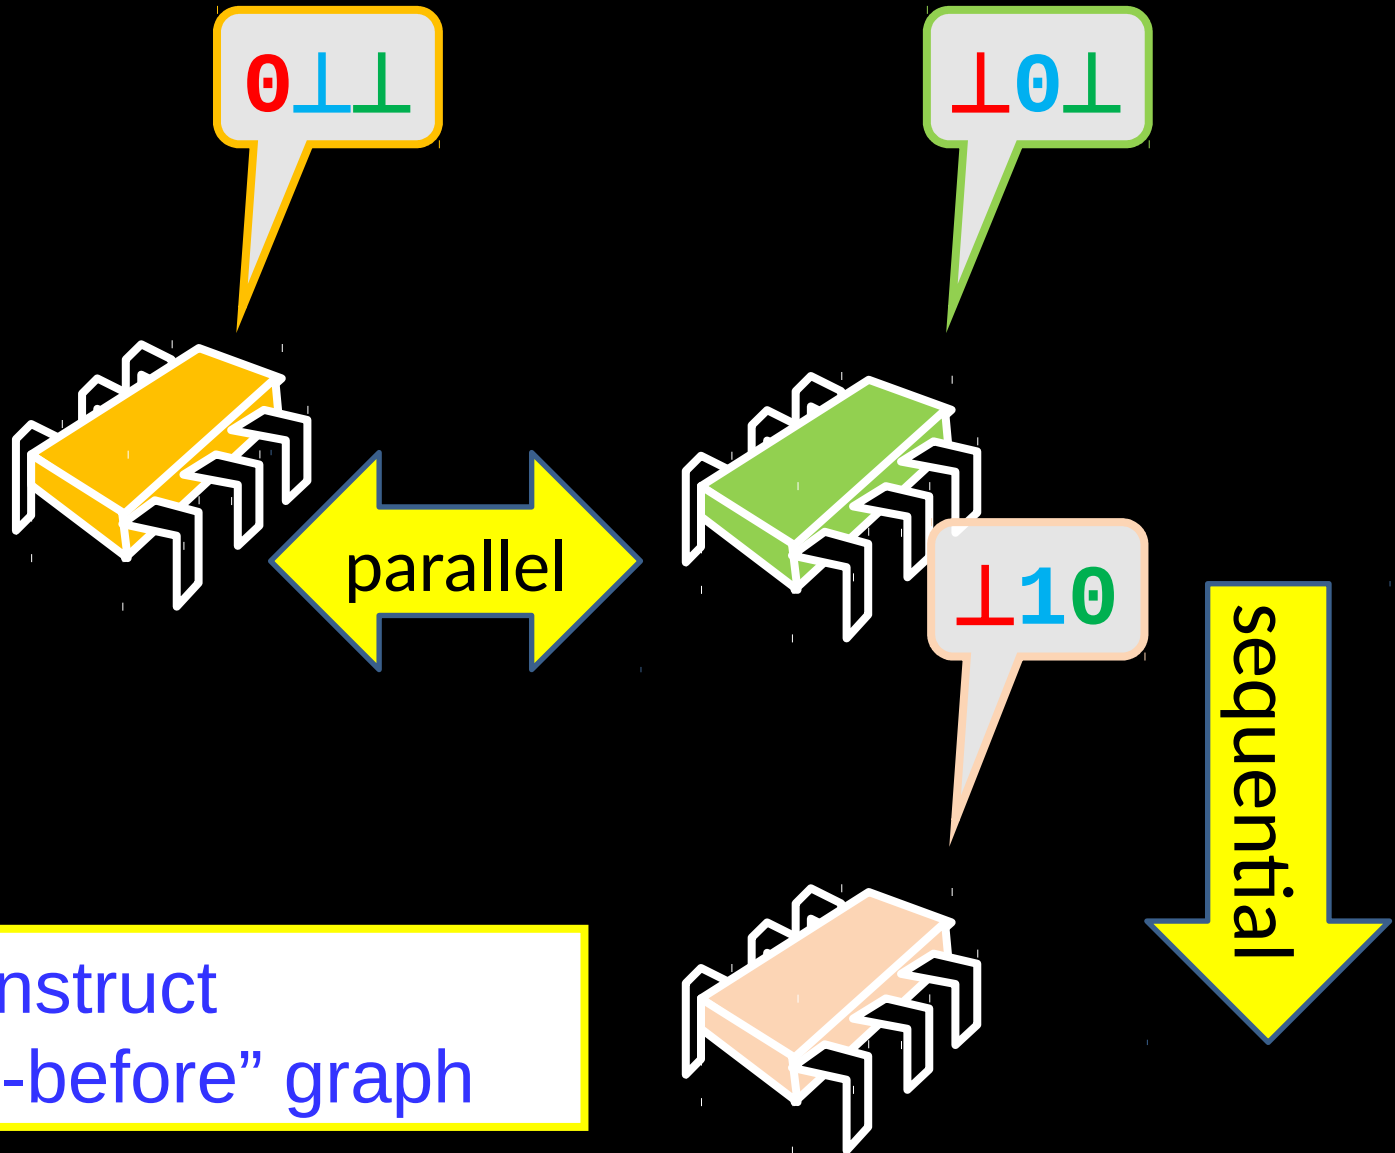 0⊥⊥
⊥0⊥
parallel
⊥10
sequential
nstruct
-before” graph